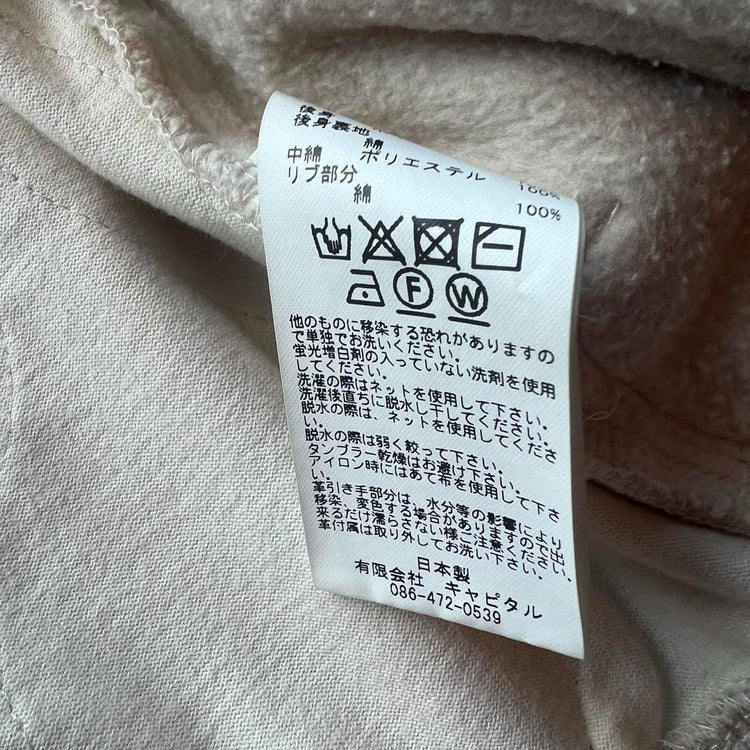 後身
後身裏地
綿
中綿 ポリエステル 100%
リブ部分
綿 100%
F W
他のものに移染する恐れがありますの
で単独でお洗いください。
蛍光増白剤の入っていない洗剤を使用
してください。
洗濯の際はネットを使用して下さい。
洗濯後直ちに脱水し干してください。
脱水の際は、ネットを使用してくださ
い。
脱水の際は弱く絞って下さい。
タンブラー乾燥はお避け下さい。
アイロン時にはあて布を使用して下さ
い。
革引き手部分は、水分等の影響により
移染、変色する場合がありますので出
来るだけ濡らさない様ご注意ください。
革付属は取り外してお洗い下さい。
日本製
有限会社 キャピタル
086-472-0539